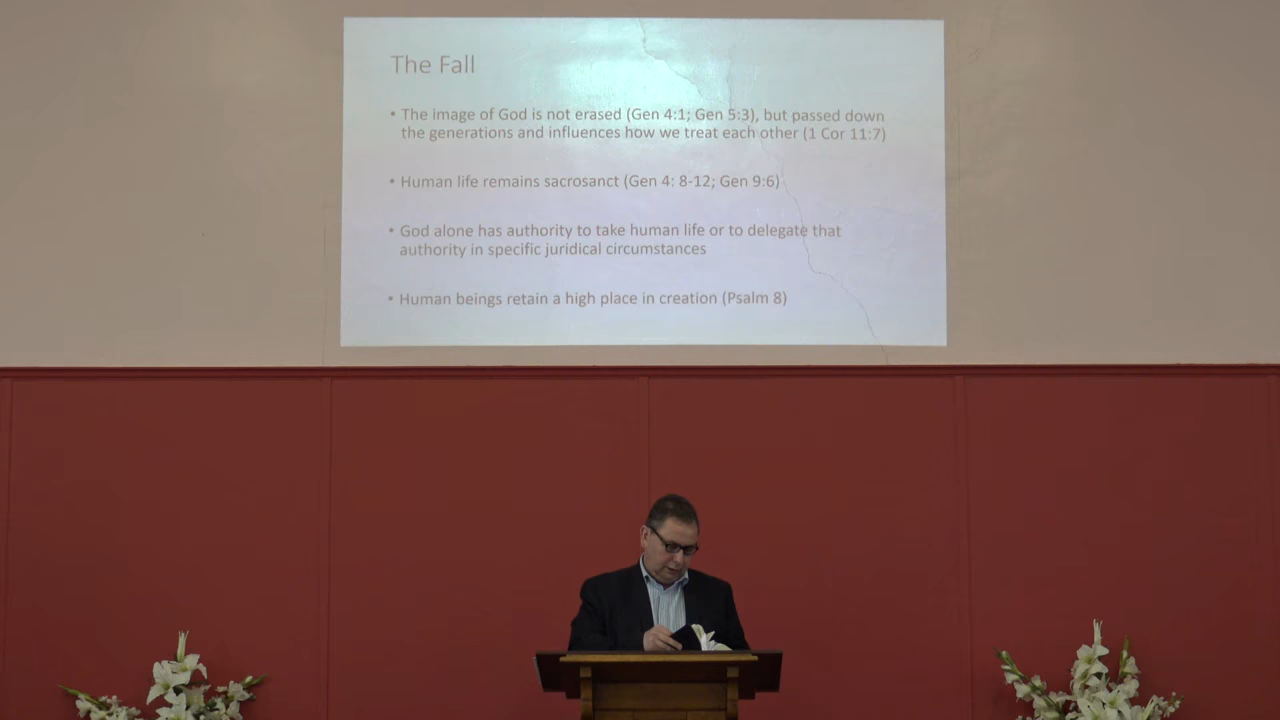 The Fall
• The image of God is not erased (Gen 4:1; Gen 5:3), but passed down
the generations and influences how we treat each other (1 Cor 11:7)
• Human life remains sacrosanct (Gen 4: 8-12; Gen 9:6)
• God alone has authority to take human life or to delegate that
authority in specific juridical circumstances
• Human beings retain a high place in creation (Psalm 8)